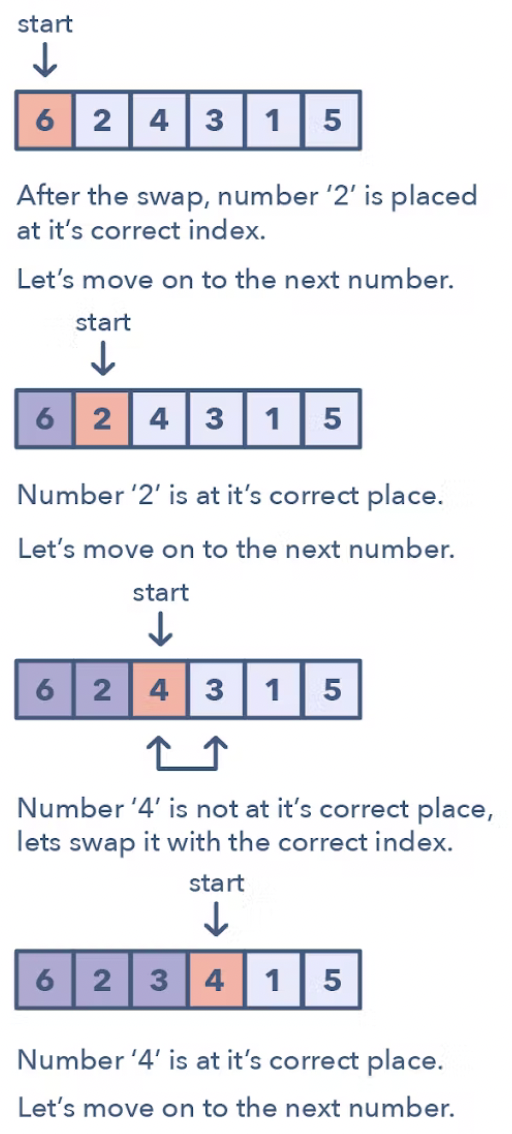 start
6 2 4 3 1 5
After the swap, number ‘2’ is placed
at it’s correct index.
Let’s move on to the next number.
start
6 2 4 3 1 5
Number ‘2’ is at it’s correct place.
Let’s move on to the next number.
start
6 2 4 3 1 5
Number ‘4’ is not at it’s correct place,
lets swap it with the correct index.
start
6 2 3 4 1 5
Number ‘4’ is at it’s correct place.
Let’s move on to the next number.